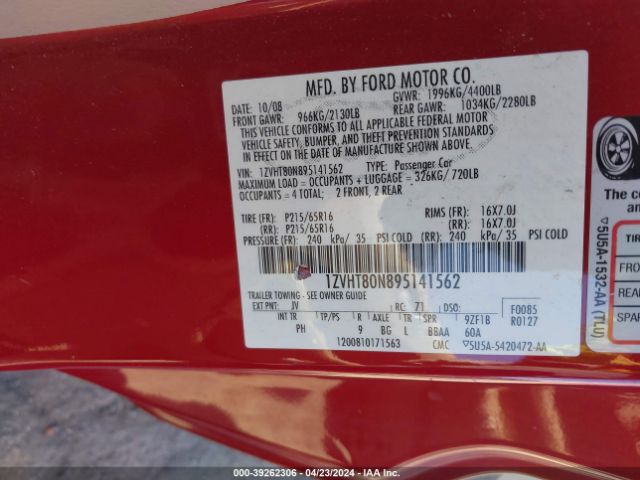 MFD. BY FORD MOTOR CO.
DATE: 10/08 GVWR: 1996KG/4400LB
FRONT GAWR: 966KG/2130LB REAR GAWR: 1034KG/2280LB
THIS VEHICLE CONFORMS TO ALL APPLICABLE FEDERAL MOTOR
VEHICLE SAFETY, BUMPER, AND THEFT PREVENTION STANDARDS
IN EFFECT ON THE DATE OF MANUFACTURE SHOWN ABOVE.
VIN: 1ZVHT80N895141562 TYPE: Passenger Car
MAXIMUM LOAD = OCCUPANTS + LUGGAGE = 326KG/720LB
OCCUPANTS = 4 TOTAL; 2 FRONT, 2 REAR
TIRE (FR): P215/65R16 RIMS (FR): 16X7.0J
(RR): P215/65R16 (RR): 16X7.0J
PRESSURE (FR): 240 kPa/ 35 PSI COLD (RR): 240 kPa/ 35 PSI COLD
1ZVHT80N895141562
TRAILER TOWING - SEE OWNER GUIDE
EXT PNT: JV RC: 71 DSO: F0085
INT TR TP/PS R AXLE TR SPR 9ZF1B R0127
PH 9 BG L BBAA 60A
1200810171563 CMC ▽5U5A-5420472-AA
▽5U5A-1532-AA (TLU)
The com
and
TIR
FRO
REA
SPAR
000-39262306 - 04/23/2024 - IAA Inc.